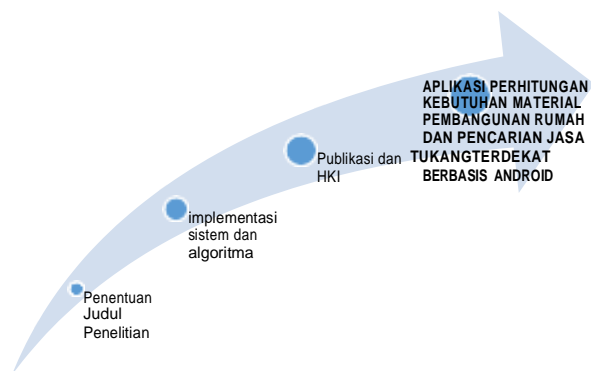 Penentuan
Judul
Penelitian
implementasi
sistem dan
algoritma
Publikasi dan
HKI
APLIKASI PERHITUNGAN
KEBUTUHAN MATERIAL
PEMBANGUNAN RUMAH
DAN PENCARIAN JASA
TUKANGTERDEKAT
BERBASIS ANDROID